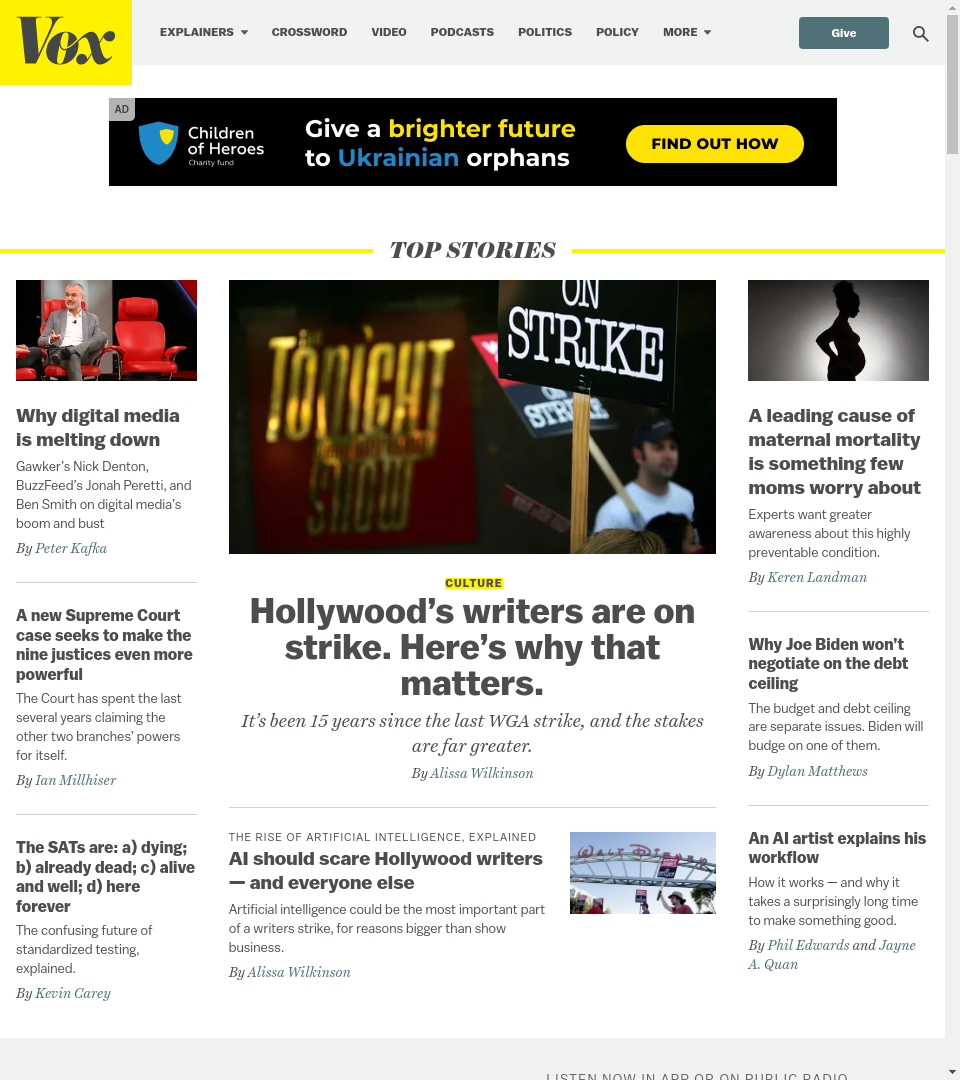 Vox
EXPLAINERS CROSSWORD VIDEO PODCASTS POLITICS POLICY MORE Give
AD
Children
of Heroes
Charity fund
Give a brighter future
to Ukrainian orphans
FIND OUT HOW
TOP STORIES
Why digital media
is melting down
Gawker’s Nick Denton,
BuzzFeed’s Jonah Peretti, and
Ben Smith on digital media’s
boom and bust
By Peter Kafka
A new Supreme Court
case seeks to make the
nine justices even more
powerful
The Court has spent the last
several years claiming the
other two branches’ powers
for itself.
By Ian Millhiser
The SATs are: a) dying;
b) already dead; c) alive
and well; d) here
forever
The confusing future of
standardized testing,
explained.
By Kevin Carey
THE
TONIGHT
SHOW
ON
STRIKE
ON
STRIKE
CULTURE
Hollywood’s writers are on
strike. Here’s why that
matters.
It’s been 15 years since the last WGA strike, and the stakes
are far greater.
By Alissa Wilkinson
THE RISE OF ARTIFICIAL INTELLIGENCE, EXPLAINED
AI should scare Hollywood writers
— and everyone else
Artificial intelligence could be the most important part
of a writers strike, for reasons bigger than show
business.
By Alissa Wilkinson
WALT DISNEY
A leading cause of
maternal mortality
is something few
moms worry about
Experts want greater
awareness about this highly
preventable condition.
By Keren Landman
Why Joe Biden won’t
negotiate on the debt
ceiling
The budget and debt ceiling
are separate issues. Biden will
budge on one of them.
By Dylan Matthews
An AI artist explains his
workflow
How it works — and why it
takes a surprisingly long time
to make something good.
By Phil Edwards and Jayne
A. Quan
LISTEN NOW IN APP OR ON PUBLIC RADIO